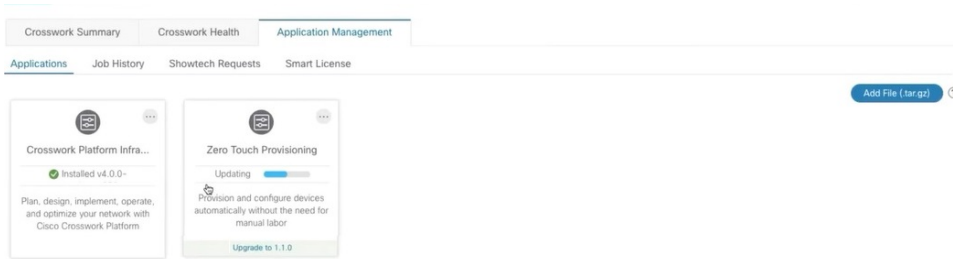 Crosswork Summary
Crosswork Health
Application Management
Applications
Job History
Showtech Requests
Smart License
Add File (.tar.gz)
Crosswork Platform Infra...
Installed v4.0.0-
Plan, design, implement, operate,
and optimize your network with
Cisco Crosswork Platform
Zero Touch Provisioning
Updating
Provision and configure devices
automatically without the need for
manual labor
Upgrade to 1.1.0